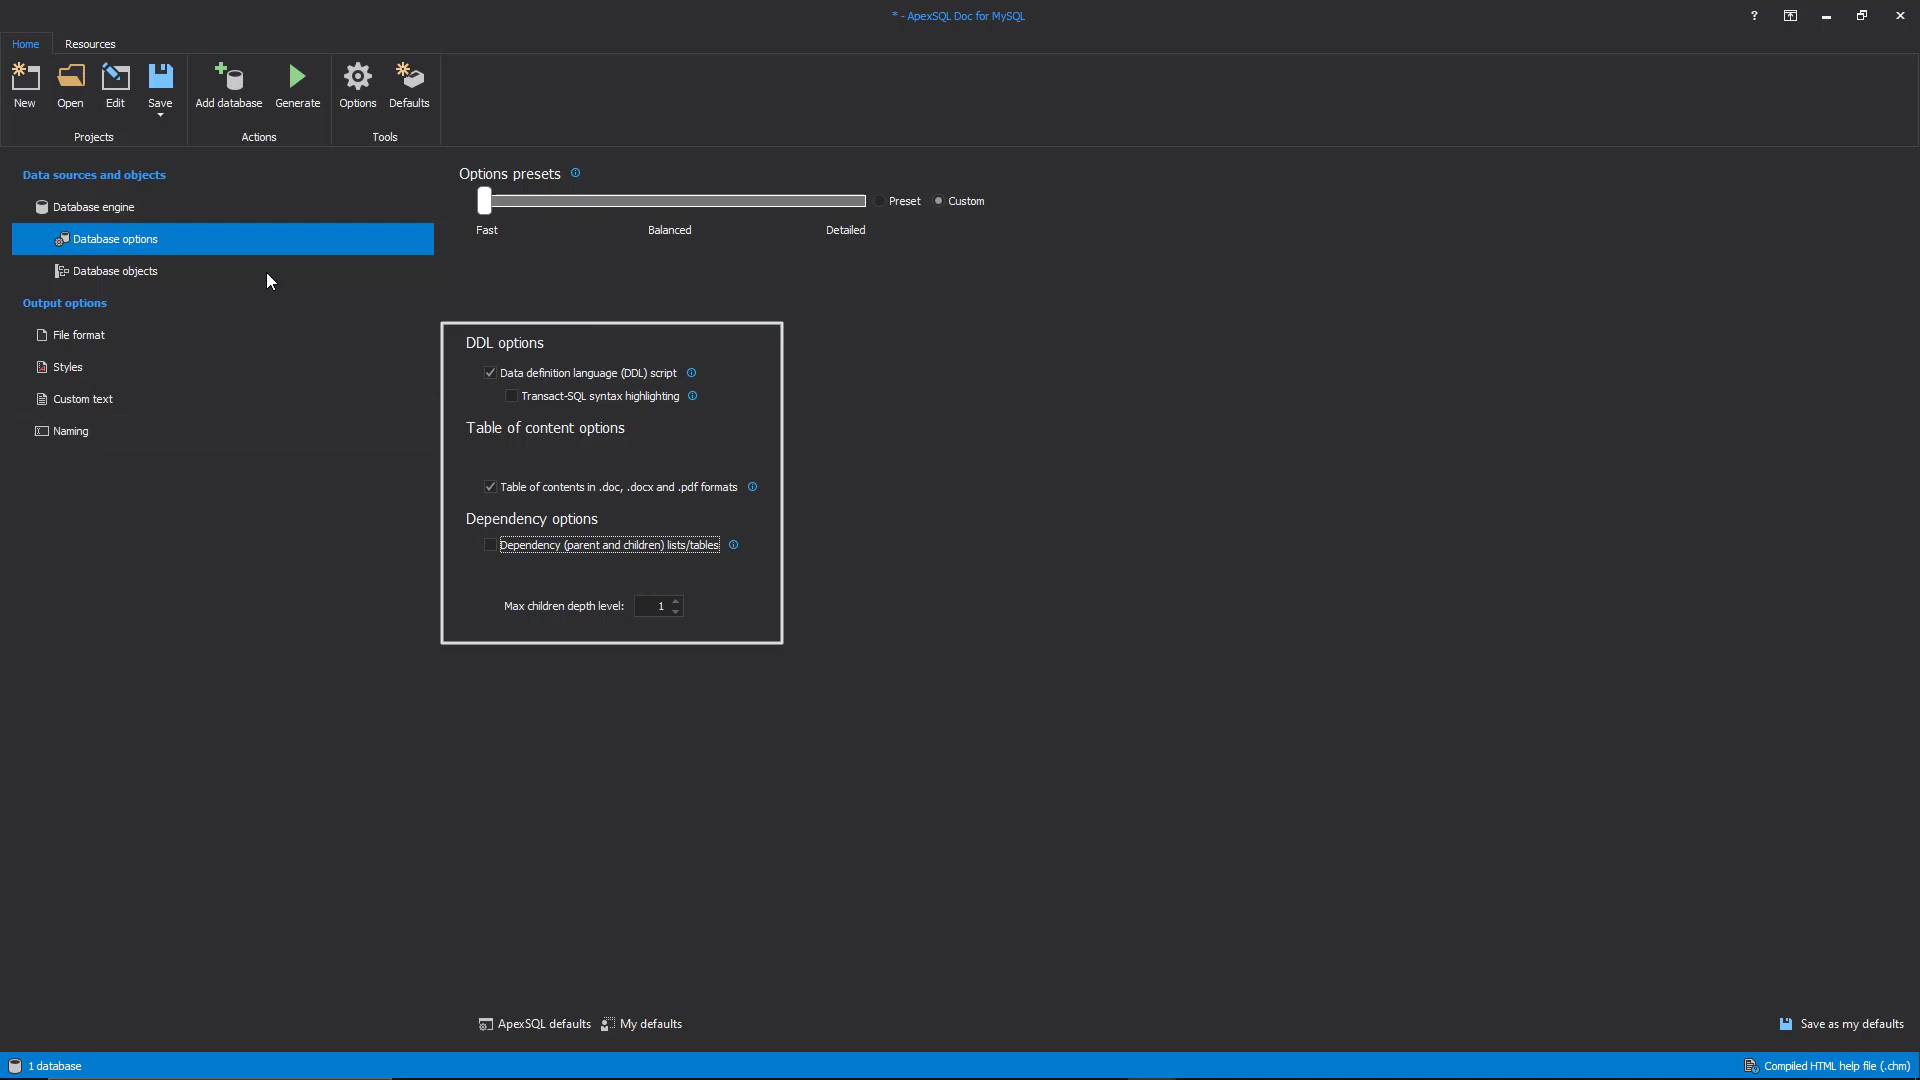 * - ApexSQL Doc for MySQL
?
Home
Resources
New
Open
Edit
Save
Add database
Generate
Options
Defaults
Projects
Actions
Tools
Data sources and objects
Database engine
Database options
Database objects
Output options
File format
Styles
Custom text
Naming
Options presets
Preset
Custom
Fast
Balanced
Detailed
DDL options
Data definition language (DDL) script
Transact-SQL syntax highlighting
Table of content options
Table of contents in .doc, .docx and .pdf formats
Dependency options
Dependency (parent and children) lists/tables
Max children depth level: 1
ApexSQL defaults
My defaults
Save as my defaults
1 database
Compiled HTML help file (.chm)